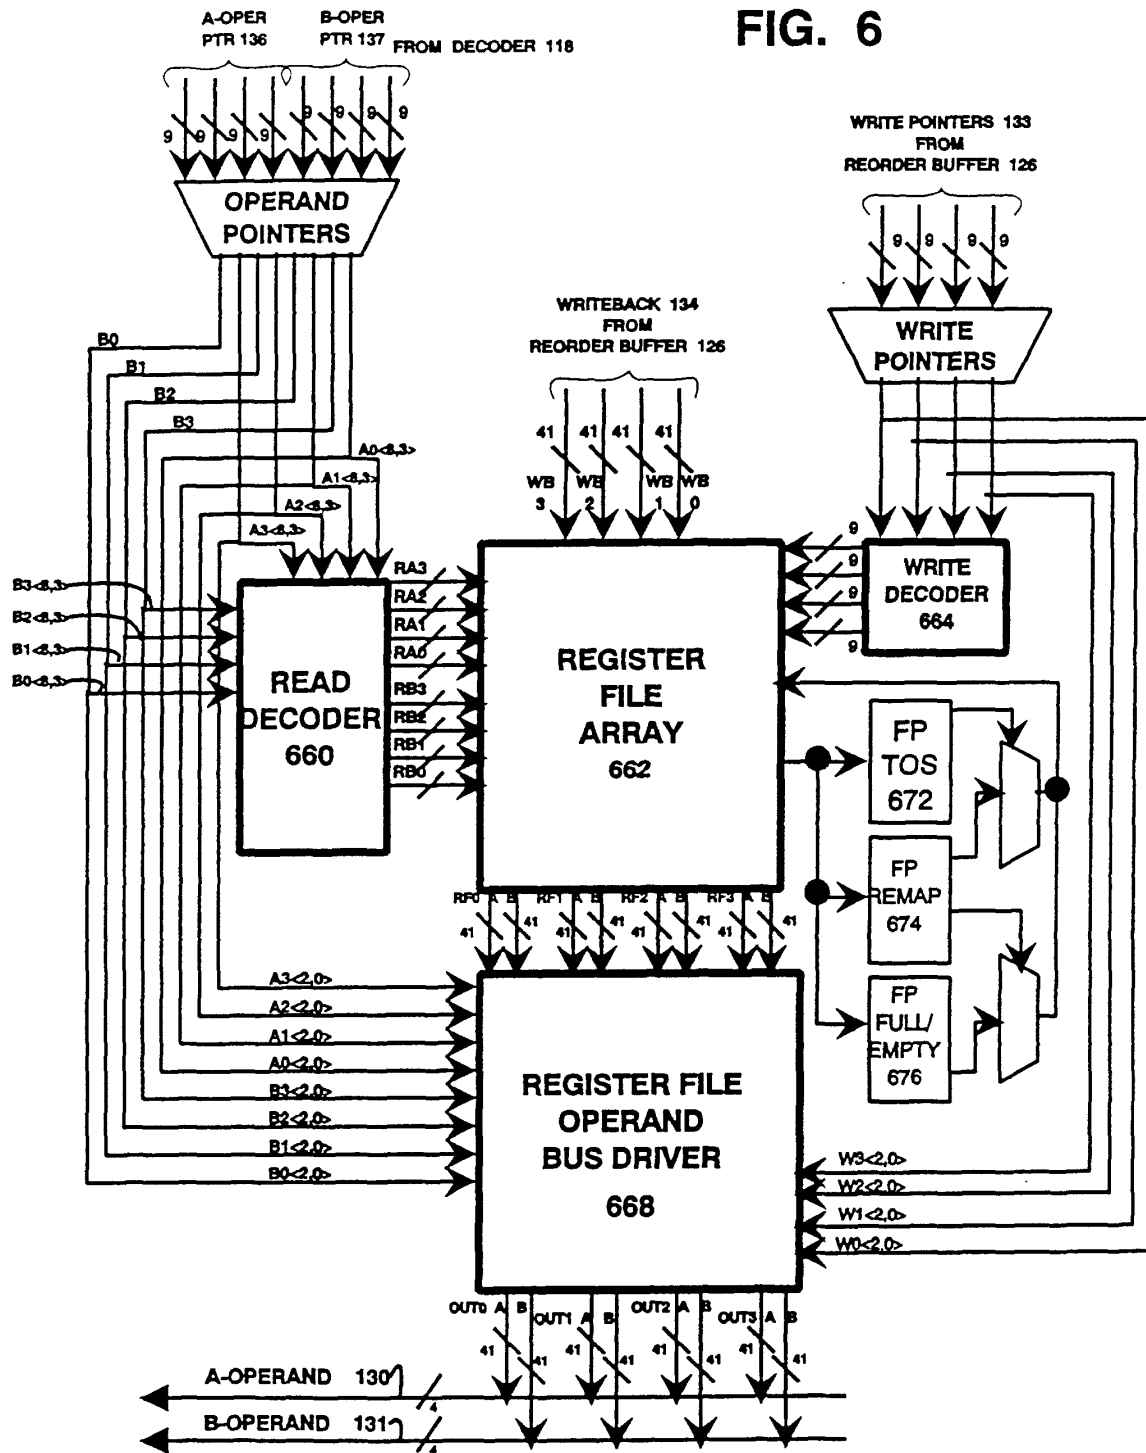 FIG. 6
A-OPER
PTR 136
B-OPER
PTR 137
FROM DECODER 118
9 9 9 9 9 9 9 9
OPERAND
POINTERS
WRITE POINTERS 133
FROM
REORDER BUFFER 126
9 9 9 9
WRITE
POINTERS
WRITEBACK 134
FROM
REORDER BUFFER 126
41 41 41 41
WB WB WB WB
3 2 1 0
B0
B1
B2
B3
A0<8,3>
A1<8,3>
A2<8,3>
A3<8,3>
B3<8,3>
B2<8,3>
B1<8,3>
B0<8,3>
READ
DECODER
660
RA3
RA2
RA1
RA0
RB3
RB2
RB1
RB0
REGISTER
FILE
ARRAY
662
9
9
9
9
9
WRITE
DECODER
664
FP
TOS
672
FP
REMAP
674
FP
FULL/
EMPTY
676
RF0 A B RF1 A B RF2 A B RF3 A B
41 41 41 41 41 41 41 41
A3<2,0>
A2<2,0>
A1<2,0>
A0<2,0>
B3<2,0>
B2<2,0>
B1<2,0>
B0<2,0>
REGISTER FILE
OPERAND
BUS DRIVER
668
W3<2,0>
W2<2,0>
W1<2,0>
W0<2,0>
OUT0 A B OUT1 A B OUT2 A B OUT3 A B
41 41 41 41 41 41 41 41
A-OPERAND 130
4
B-OPERAND 131
4